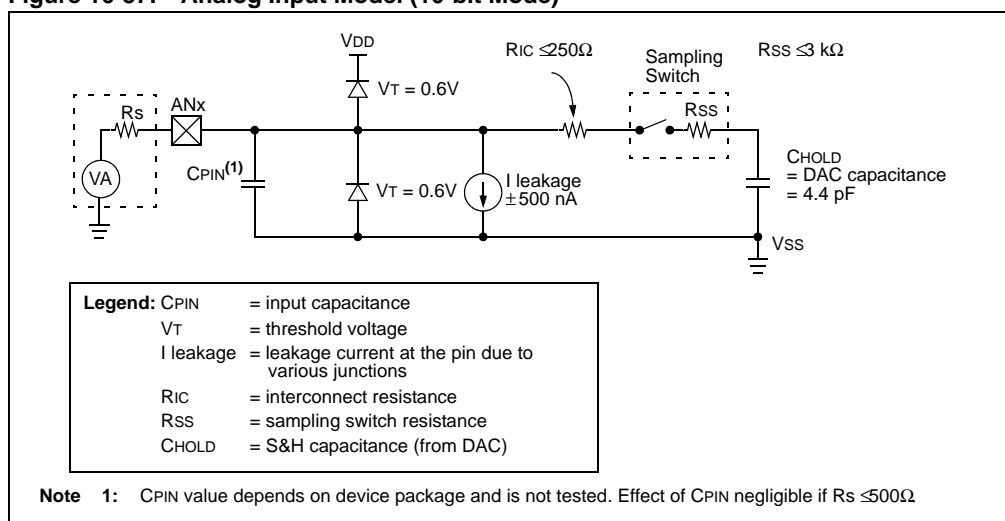 Figure 16-37: Analog Input Model (10-bit Mode)
VDD
RIC ≤250Ω
Sampling
Switch
RSS ≤3 kΩ
VT = 0.6V
Rs
ANx
RSS
CPIN(1)
VA
VT = 0.6V
I leakage
± 500 nA
CHOLD
= DAC capacitance
= 4.4 pF
VSS
Legend: CPIN = input capacitance
VT = threshold voltage
I leakage = leakage current at the pin due to
various junctions
RIC = interconnect resistance
RSS = sampling switch resistance
CHOLD = S&H capacitance (from DAC)
Note 1: CPIN value depends on device package and is not tested. Effect of CPIN negligible if Rs ≤500Ω